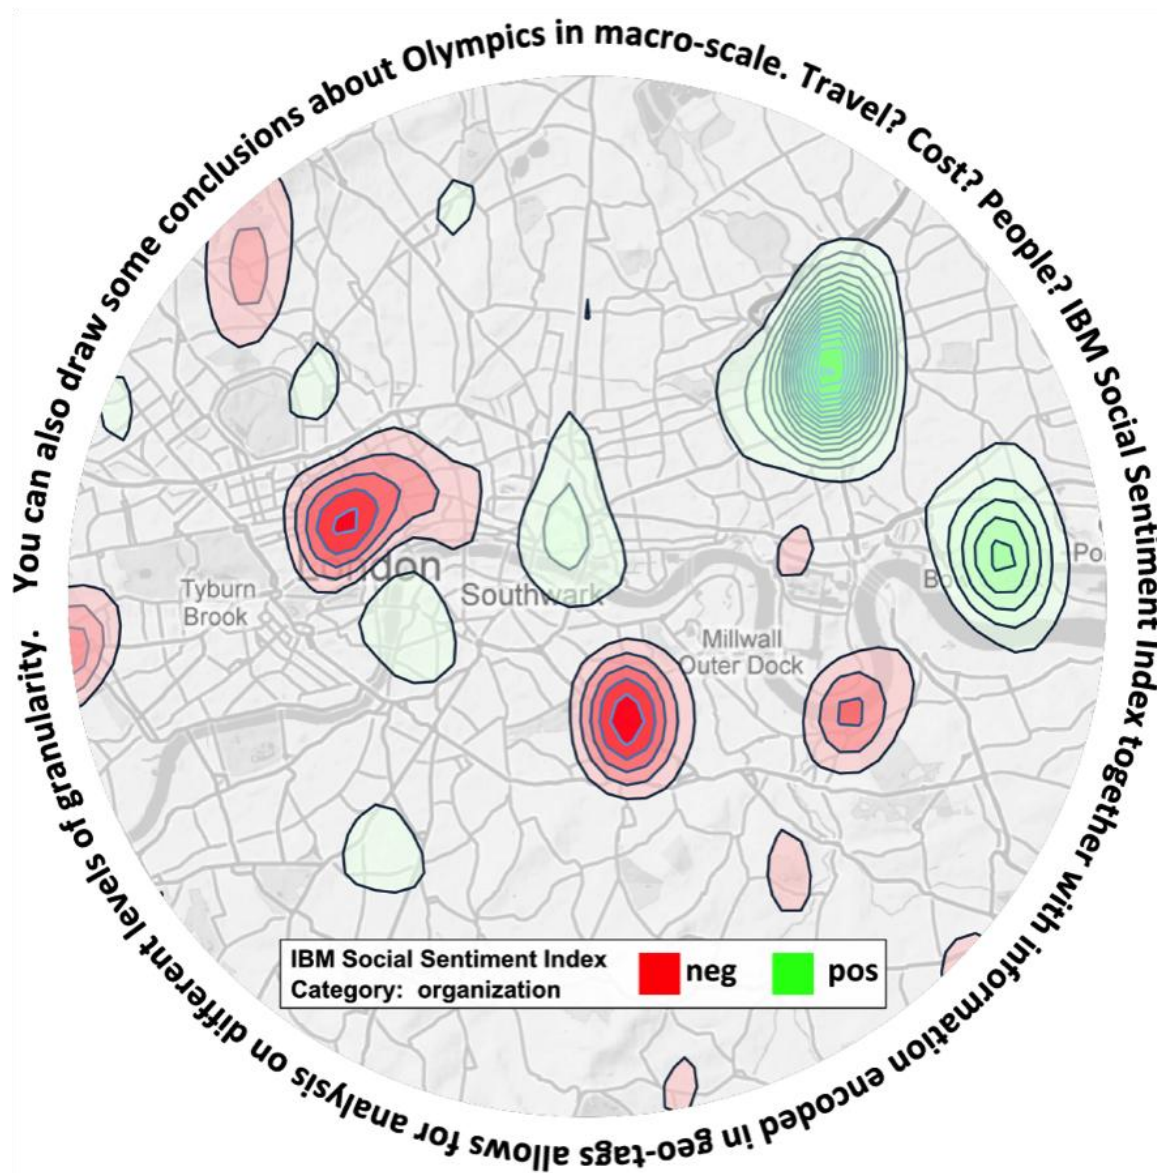 You can also draw some conclusions about Olympics in macro-scale. Travel? Cost? People? IBM Social Sentiment Index together with information encoded in geo-tags allows for analysis on different levels of granularity.
London
Tyburn
Brook
Southwark
Millwall
Outer Dock
IBM Social Sentiment Index
Category: organization
neg
pos